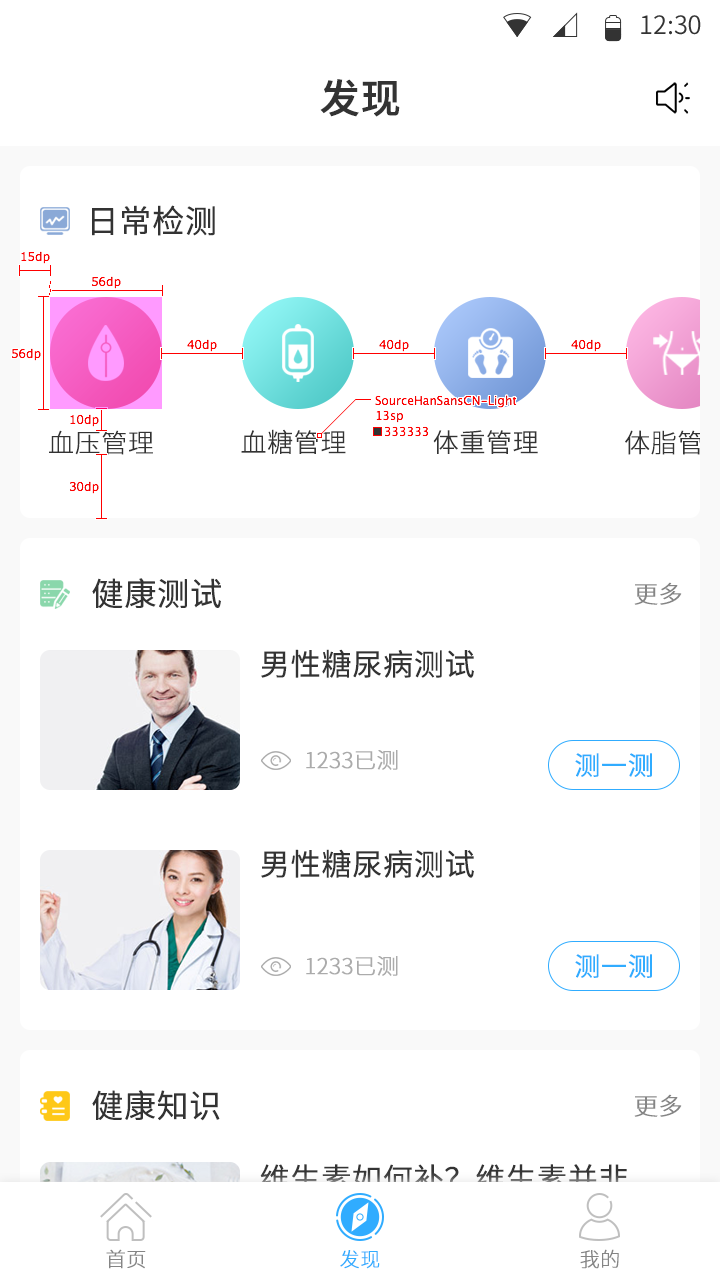 12:30
发现
日常检测
15dp
56dp
56dp
40dp
40dp
40dp
SourceHanSansCN-Light
13sp
333333
10dp
血压管理
血糖管理
体重管理
体脂管
30dp
健康测试
更多
男性糖尿病测试
1233已测
测一测
男性糖尿病测试
1233已测
测一测
健康知识
更多
维生素如何补？维生素并非
首页
发现
我的